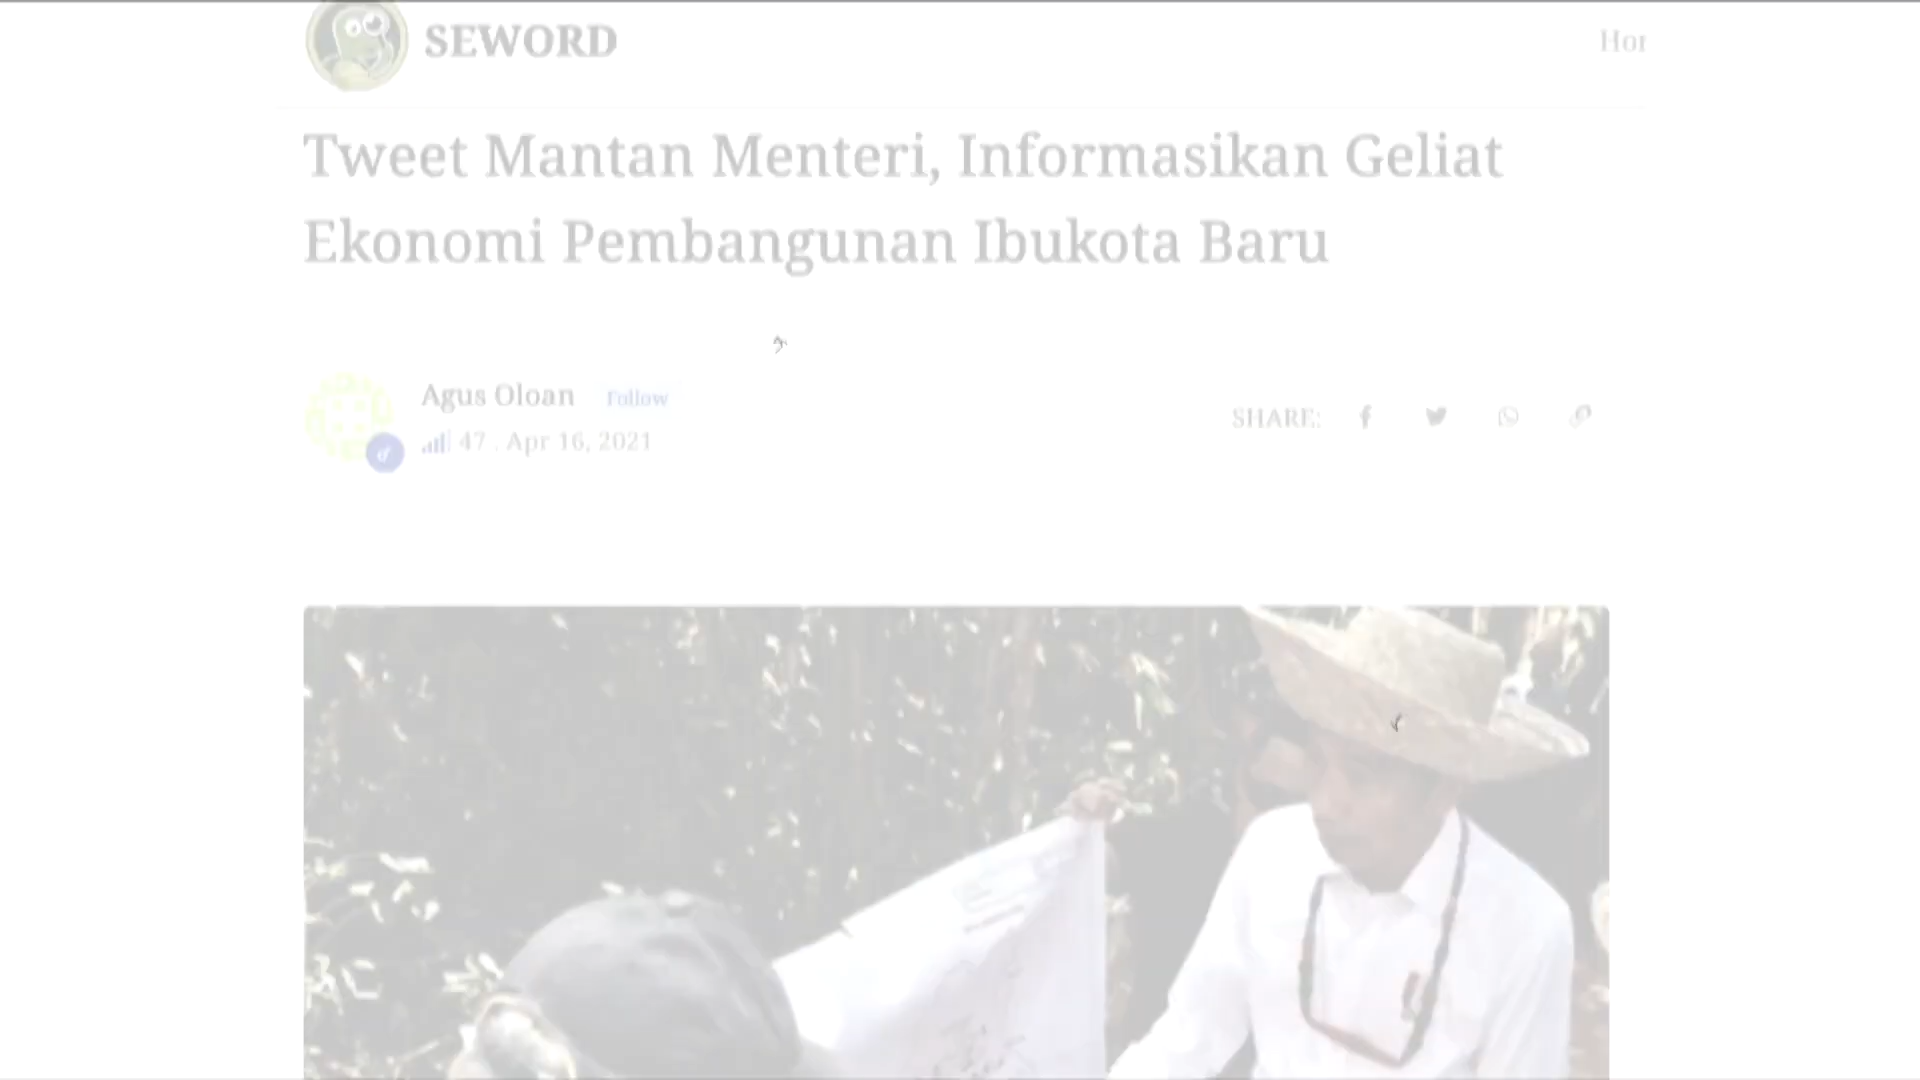 SEWORD
Hor
Tweet Mantan Menteri, Informasikan Geliat
Ekonomi Pembangunan Ibukota Baru
Agus Oloan Follow
47 . Apr 16, 2021
SHARE: